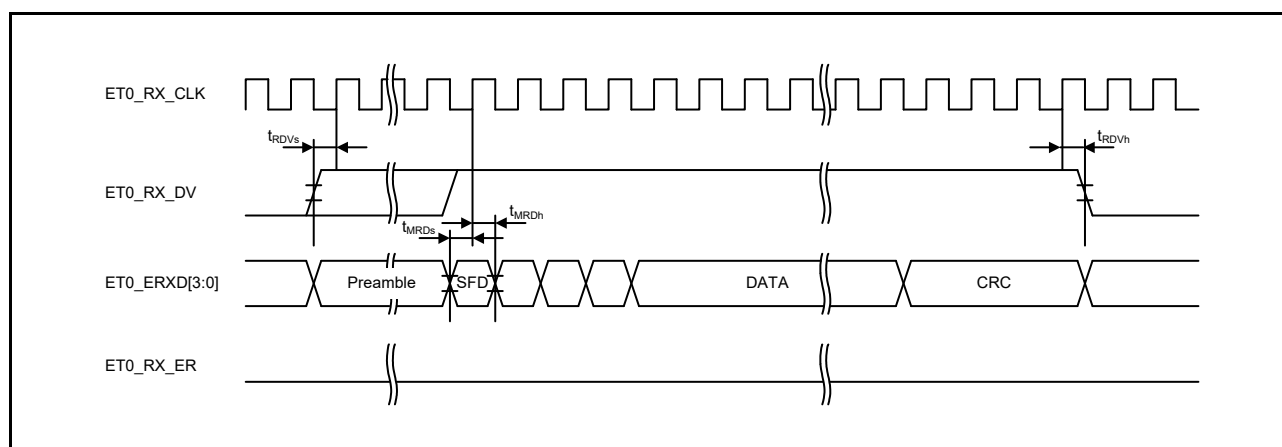 ET0_RX_CLK
tRDVs
tRDVh
ET0_RX_DV
tMRDs
tMRDh
ET0_ERXD[3:0]
Preamble
SFD
DATA
CRC
ET0_RX_ER